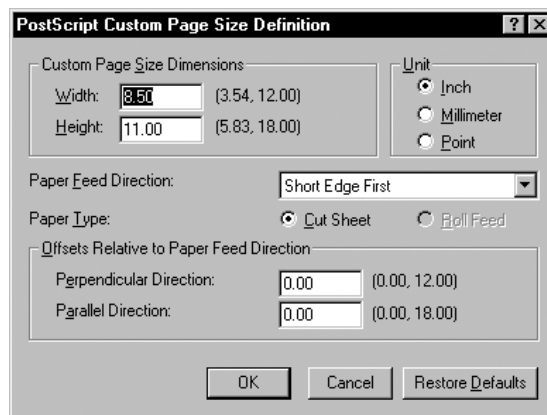 PostScript Custom Page Size Definition
Custom Page Size Dimensions
Width: 8.50 (3.54, 12.00)
Height: 11.00 (5.83, 18.00)
Unit
Inch
Millimeter
Point
Paper Feed Direction: Short Edge First
Paper Type: Cut Sheet Roll Feed
Offsets Relative to Paper Feed Direction
Perpendicular Direction: 0.00 (0.00, 12.00)
Parallel Direction: 0.00 (0.00, 18.00)
OK Cancel Restore Defaults